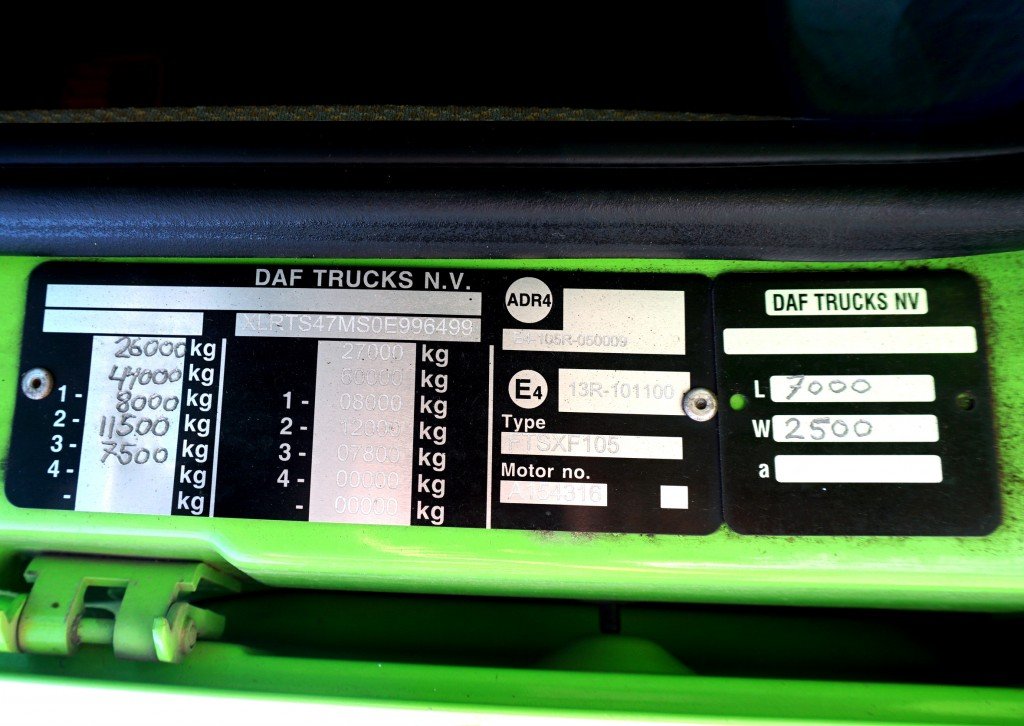 DAF TRUCKS N.V.
XLRTS47MS0E996499
26000 kg
44000 kg
1- 8000 kg
2- 11500 kg
3- 7500 kg
4- kg
- kg
27000 kg
60000 kg
1- 08000 kg
2- 12000 kg
3- 07800 kg
4- 00000 kg
- 00000 kg
ADR4
E4-105R-050009
E4
13R-101100
Type
FTSXF105
Motor no.
A164316
DAF TRUCKS NV
L 7000
W 2500
a